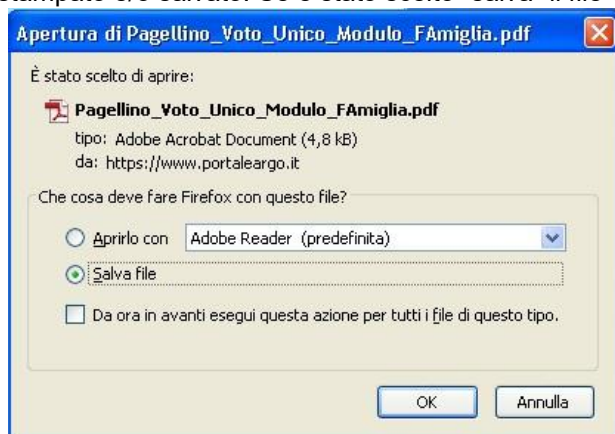 Apertura di Pagellino_Voto_Unico_Modulo_FAmiglia.pdf
È stato scelto di aprire:
Pagellino_Voto_Unico_Modulo_FAmiglia.pdf
tipo: Adobe Acrobat Document (4,8 kB)
da: https://www.portaleargo.it
Che cosa deve fare Firefox con questo file?
Aprirlo con Adobe Reader (predefinita)
Salva file
Da ora in avanti esegui questa azione per tutti i file di questo tipo.
OK Annulla